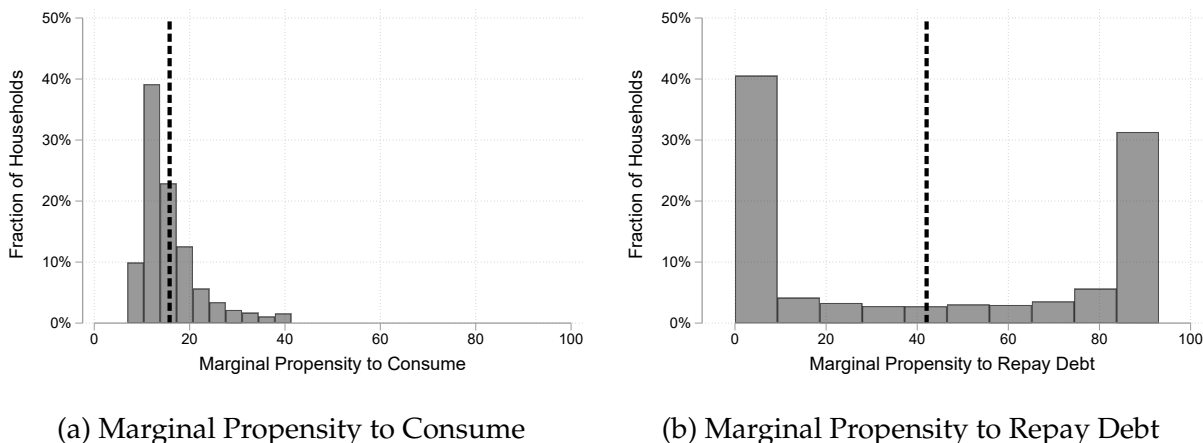 50%
40%
30%
20%
10%
0%
Fraction of Households
0 20 40 60 80 100
Marginal Propensity to Consume
(a) Marginal Propensity to Consume
50%
40%
30%
20%
10%
0%
Fraction of Households
0 20 40 60 80 100
Marginal Propensity to Repay Debt
(b) Marginal Propensity to Repay Debt